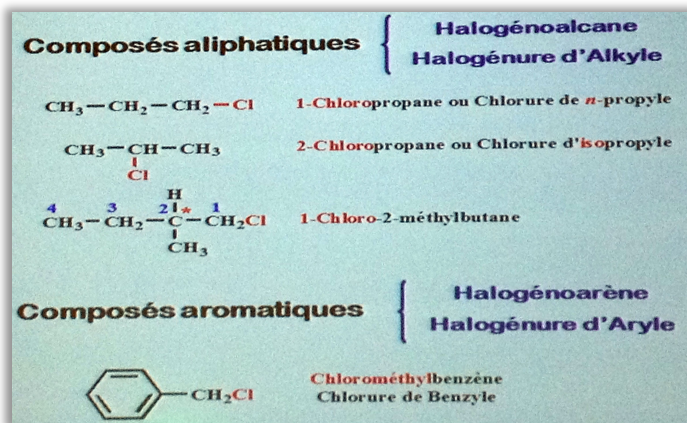 Composés aliphatiques
Halogénoalcane
Halogénure d'Alkyle
CH₃—CH₂—CH₂—Cl 1-Chloropropane ou Chlorure de n-propyle
CH₃—CH—CH₃ 2-Chloropropane ou Chlorure d'isopropyle
Cl
H
4 3 2 * 1
CH₃—CH₂—C—CH₂Cl 1-Chloro-2-méthylbutane
CH₃
Composés aromatiques
Halogénoarène
Halogénure d'Aryle
CH₂Cl
Chlorométhylbenzène
Chlorure de Benzyle